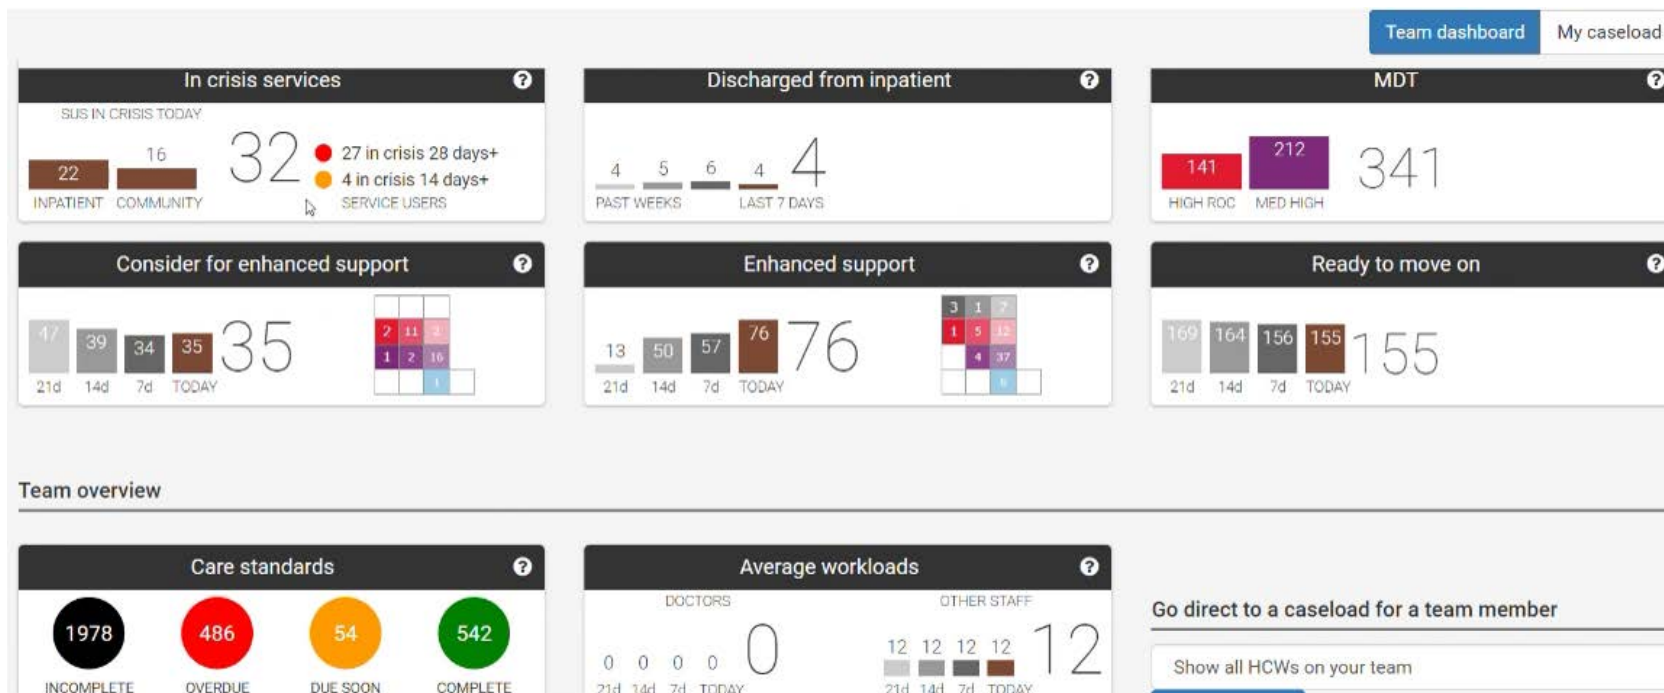 Team dashboard
My caseload
In crisis services
SUS IN CRISIS TODAY
22
16
32
27 in crisis 28 days+
4 in crisis 14 days+
INPATIENT
COMMUNITY
SERVICE USERS
Discharged from inpatient
4
5
6
4
4
PAST WEEKS
LAST 7 DAYS
MDT
141
212
341
HIGH ROC
MED HIGH
Consider for enhanced support
47
39
34
35
35
21d
14d
7d
TODAY
2 11
1 2 16
1
Enhanced support
13
50
57
76
76
21d
14d
7d
TODAY
3 1
1 5 12
4 37
6
Ready to move on
169
164
156
155
155
21d
14d
7d
TODAY
Team overview
Care standards
1978
486
54
542
INCOMPLETE
OVERDUE
DUE SOON
COMPLETE
Average workloads
DOCTORS
0 0 0 0
0
21d 14d 7d TODAY
OTHER STAFF
12 12 12 12
12
21d 14d 7d TODAY
Go direct to a caseload for a team member
Show all HCWs on your team